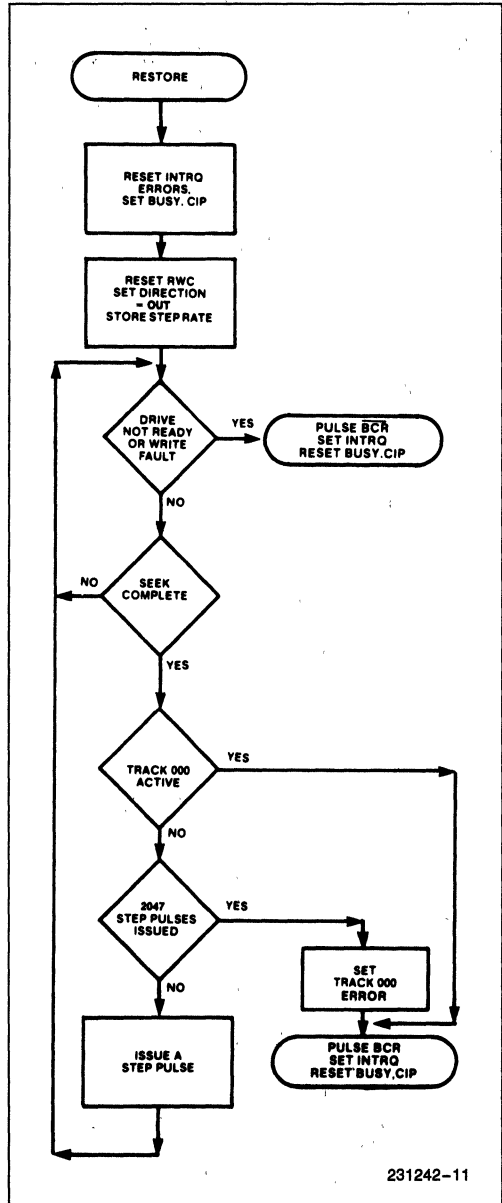 RESTORE
RESET INTRQ
ERRORS,
SET BUSY. CIP
RESET RWC
SET DIRECTION
= OUT
STORE STEP RATE
DRIVE
NOT READY
OR WRITE
FAULT
YES
PULSE BCR
SET INTRQ
RESET BUSY.CIP
NO
SEEK
COMPLETE
NO
YES
TRACK 000
ACTIVE
YES
NO
2047
STEP PULSES
ISSUED
YES
SET
TRACK 000
ERROR
NO
ISSUE A
STEP PULSE
PULSE BCR
SET INTRQ
RESET BUSY,CIP
231242-11